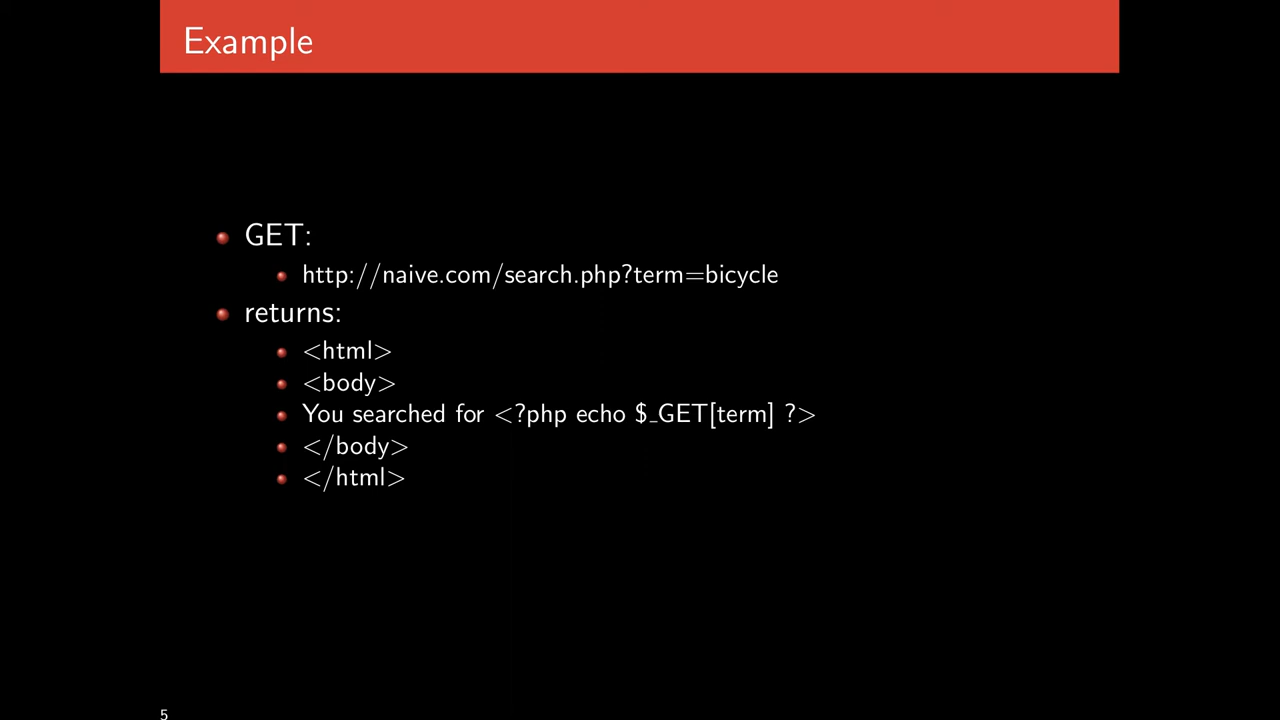 Example
GET:
http://naive.com/search.php?term=bicycle
returns:
<html>
<body>
You searched for <?php echo $_GET[term] ?>
</body>
</html>
5